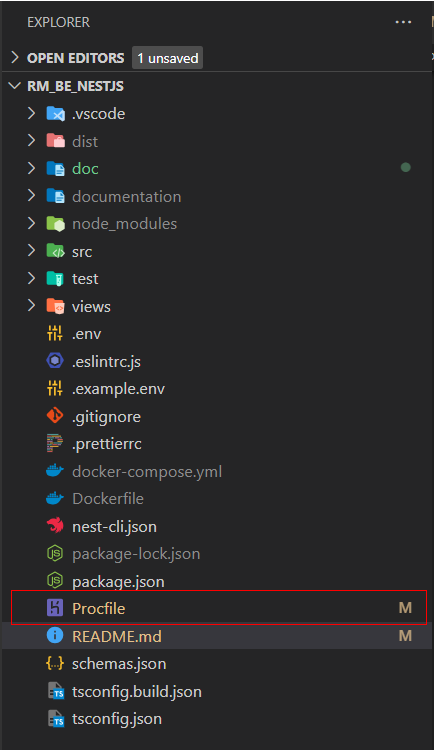 EXPLORER ...
OPEN EDITORS 1 unsaved
RM_BE_NESTJS
.vscode
dist
doc
documentation
node_modules
src
test
views
.env
.eslintrc.js
.example.env
.gitignore
.prettierrc
docker-compose.yml
Dockerfile
nest-cli.json
package-lock.json
package.json
Procfile M
README.md M
schemas.json
tsconfig.build.json
tsconfig.json